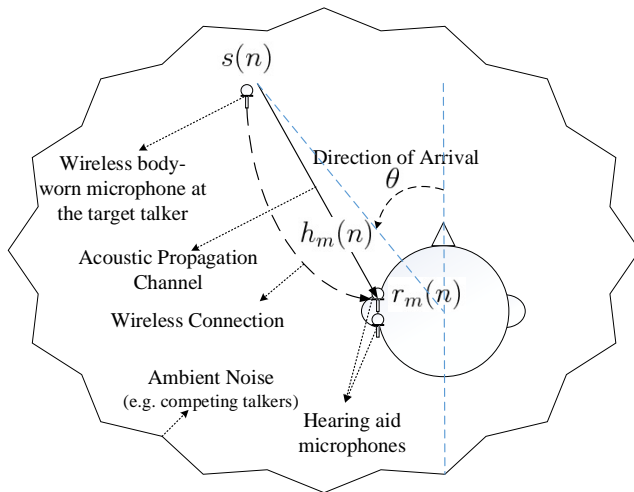 s(n)
Wireless body-
worn microphone at
the target talker
Direction of Arrival
θ
h_m(n)
Acoustic Propagation
Channel
r_m(n)
Wireless Connection
Ambient Noise
(e.g. competing talkers)
Hearing aid
microphones